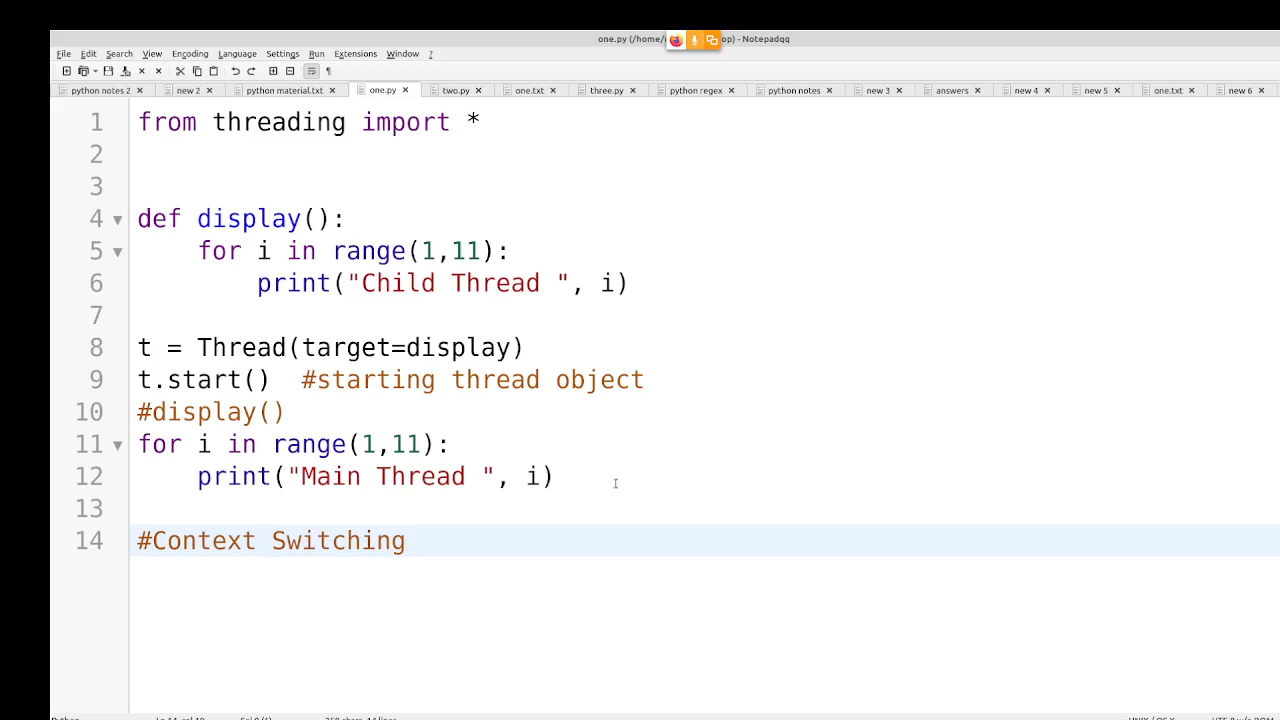 one.py (/home/ op) - Notepadqq
File Edit Search View Encoding Language Settings Run Extensions Window ?
python notes 2 new 2 python material.txt one.py two.py one.txt three.py python regex python notes new 3 answers new 4 new 5 one.txt new 6
1 from threading import *
2
3
4 def display():
5 for i in range(1,11):
6 print("Child Thread ", i)
7
8 t = Thread(target=display)
9 t.start() #starting thread object
10 #display()
11 for i in range(1,11):
12 print("Main Thread ", i)
13
14 #Context Switching